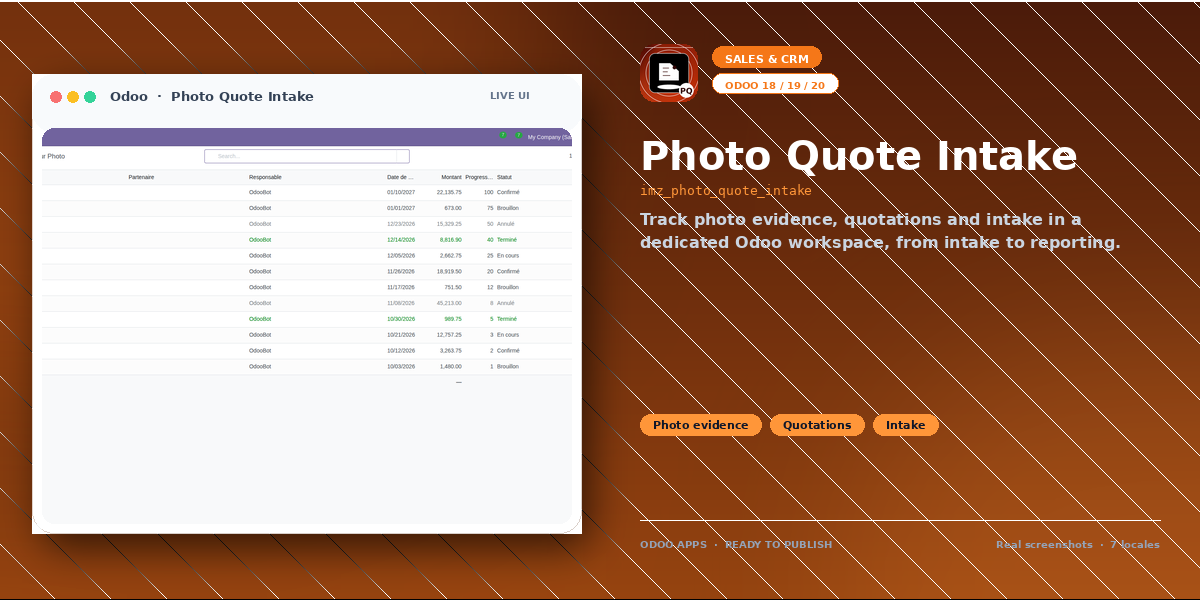 Odoo · Photo Quote Intake
LIVE UI
My Company (Sa
r Photo
Search...
1
Partenaire Responsable Date de ... Montant Progress... Statut
OdooBot 01/10/2027 22,135.75 100 Confirmé
OdooBot 01/01/2027 673.00 75 Brouillon
OdooBot 12/23/2026 15,329.25 50 Annulé
OdooBot 12/14/2026 8,816.90 40 Terminé
OdooBot 12/05/2026 2,662.75 25 En cours
OdooBot 11/26/2026 18,919.50 20 Confirmé
OdooBot 11/17/2026 751.50 12 Brouillon
OdooBot 11/08/2026 45,213.00 8 Annulé
OdooBot 10/30/2026 989.75 5 Terminé
OdooBot 10/21/2026 12,757.25 3 En cours
OdooBot 10/12/2026 3,263.75 2 Confirmé
OdooBot 10/03/2026 1,480.00 1 Brouillon
—
PQ
SALES & CRM
ODOO 18 / 19 / 20
Photo Quote Intake
imz_photo_quote_intake
Track photo evidence, quotations and intake in a
dedicated Odoo workspace, from intake to reporting.
Photo evidence
Quotations
Intake
ODOO APPS · READY TO PUBLISH
Real screenshots · 7 locales